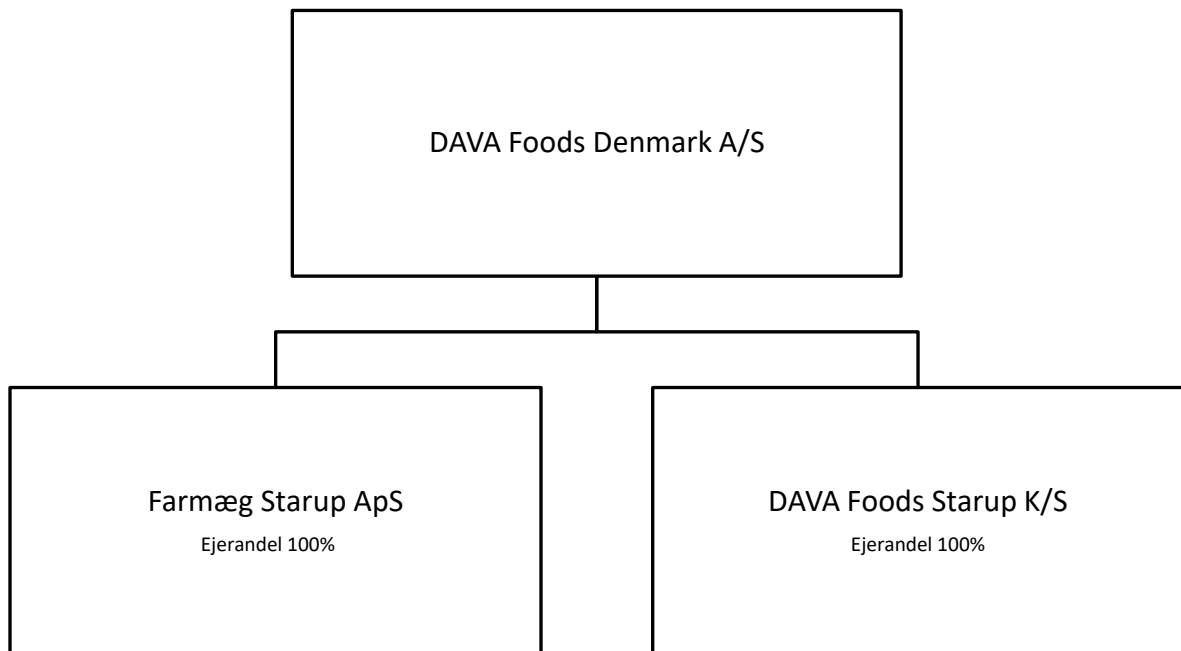 DAVA Foods Denmark A/S
Farmæg Starup ApS
Ejerandel 100%
DAVA Foods Starup K/S
Ejerandel 100%